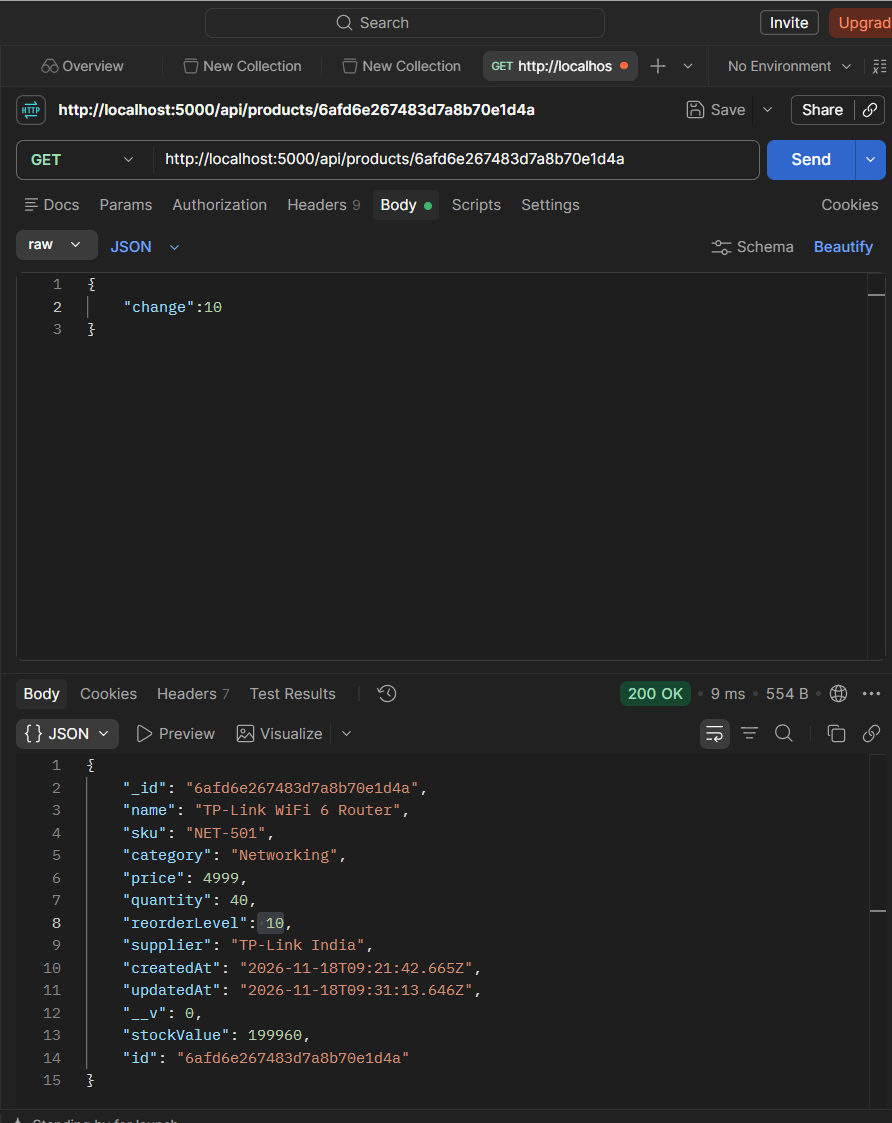 Search
Invite
Upgrad
Overview
New Collection
New Collection
GET http://localhos
No Environment
HTTP
http://localhost:5000/api/products/6afd6e267483d7a8b70e1d4a
Save
Share
GET
http://localhost:5000/api/products/6afd6e267483d7a8b70e1d4a
Send
Docs Params Authorization Headers 9 Body Scripts Settings Cookies
raw JSON Schema Beautify
1 {
2 "change":10
3 }
Body Cookies Headers 7 Test Results 200 OK • 9 ms • 554 B •
{} JSON Preview Visualize
1 {
2 "_id": "6afd6e267483d7a8b70e1d4a",
3 "name": "TP-Link WiFi 6 Router",
4 "sku": "NET-501",
5 "category": "Networking",
6 "price": 4999,
7 "quantity": 40,
8 "reorderLevel": 10,
9 "supplier": "TP-Link India",
10 "createdAt": "2026-11-18T09:21:42.665Z",
11 "updatedAt": "2026-11-18T09:31:13.646Z",
12 "__v": 0,
13 "stockValue": 199960,
14 "id": "6afd6e267483d7a8b70e1d4a"
15 }